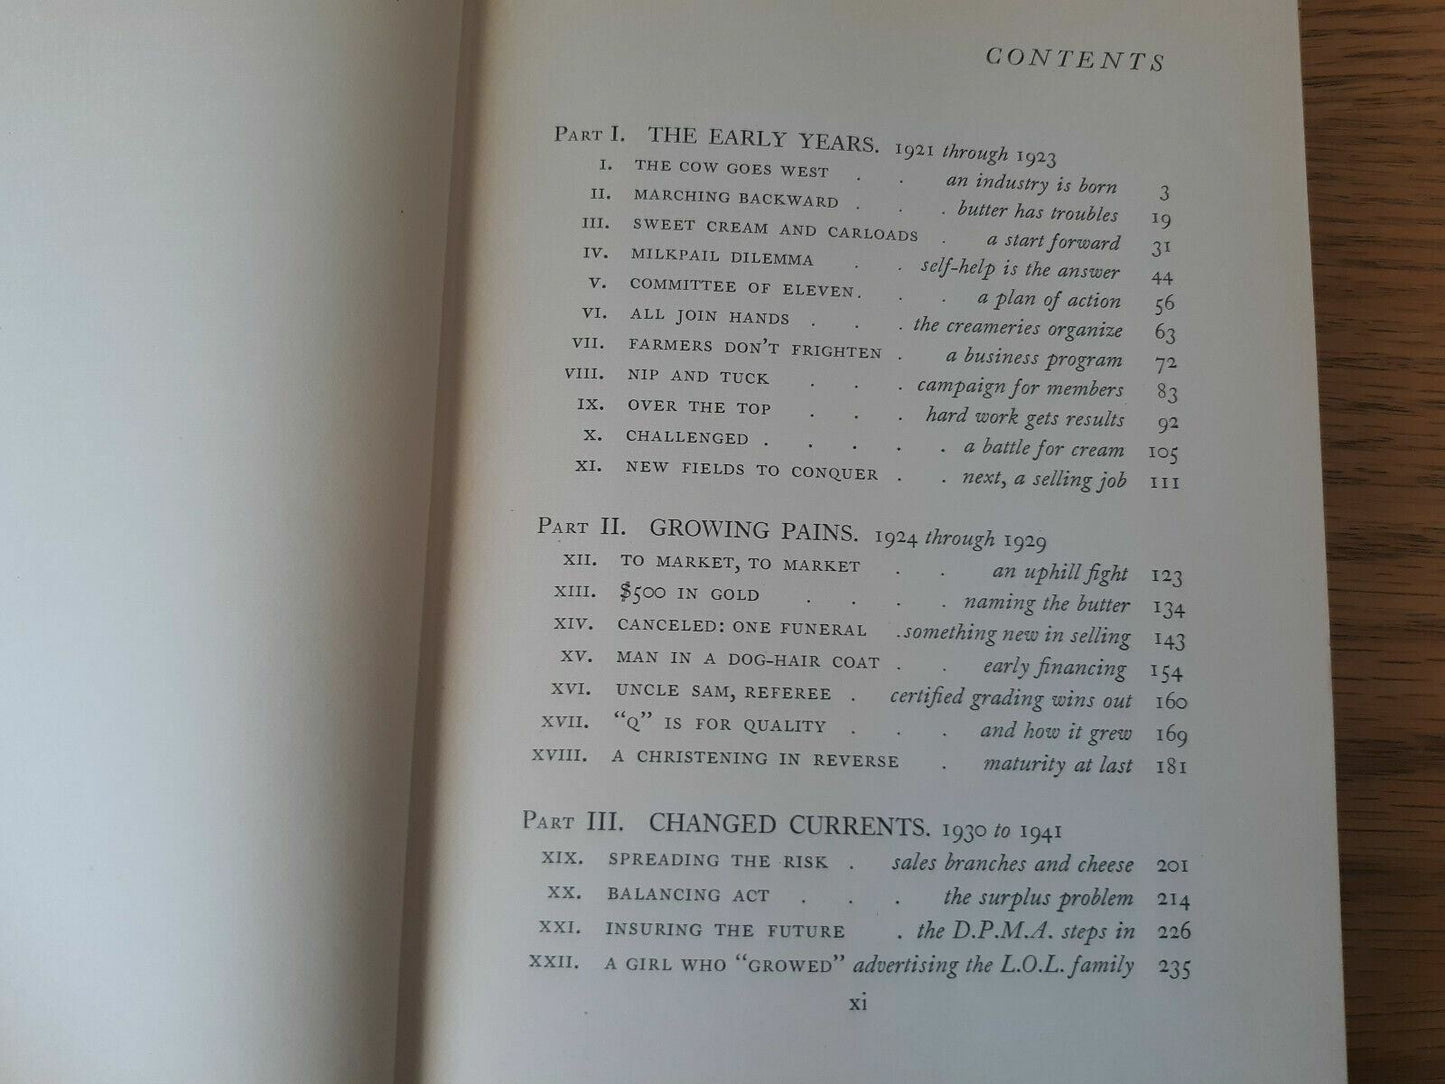 CONTENTS
PART I. THE EARLY YEARS. 1921 through 1923
I. THE COW GOES WEST . . an industry is born 3
II. MARCHING BACKWARD . . . butter has troubles 19
III. SWEET CREAM AND CARLOADS . a start forward 31
IV. MILKPAIL DILEMMA . . self-help is the answer 44
V. COMMITTEE OF ELEVEN. . . a plan of action 56
VI. ALL JOIN HANDS . . . the creameries organize 63
VII. FARMERS DON'T FRIGHTEN . a business program 72
VIII. NIP AND TUCK . . . campaign for members 83
IX. OVER THE TOP . . . hard work gets results 92
X. CHALLENGED . . . . . a battle for cream 105
XI. NEW FIELDS TO CONQUER . . next, a selling job 111
PART II. GROWING PAINS. 1924 through 1929
XII. TO MARKET, TO MARKET . . an uphill fight 123
XIII. $500 IN GOLD . . . . naming the butter 134
XIV. CANCELED: ONE FUNERAL . something new in selling 143
XV. MAN IN A DOG-HAIR COAT . . early financing 154
XVI. UNCLE SAM, REFEREE . certified grading wins out 160
XVII. "Q" IS FOR QUALITY . . . and how it grew 169
XVIII. A CHRISTENING IN REVERSE . maturity at last 181
PART III. CHANGED CURRENTS. 1930 to 1941
XIX. SPREADING THE RISK . sales branches and cheese 201
XX. BALANCING ACT . . . the surplus problem 214
XXI. INSURING THE FUTURE . the D.P.M.A. steps in 226
XXII. A GIRL WHO "GROWED" advertising the L.O.L. family 235
xi